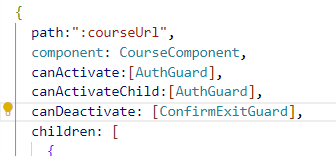 {
path:":courseUrl",
component: CourseComponent,
canActivate:[AuthGuard],
canActivateChild:[AuthGuard],
canDeactivate: [ConfirmExitGuard],
children: [
{